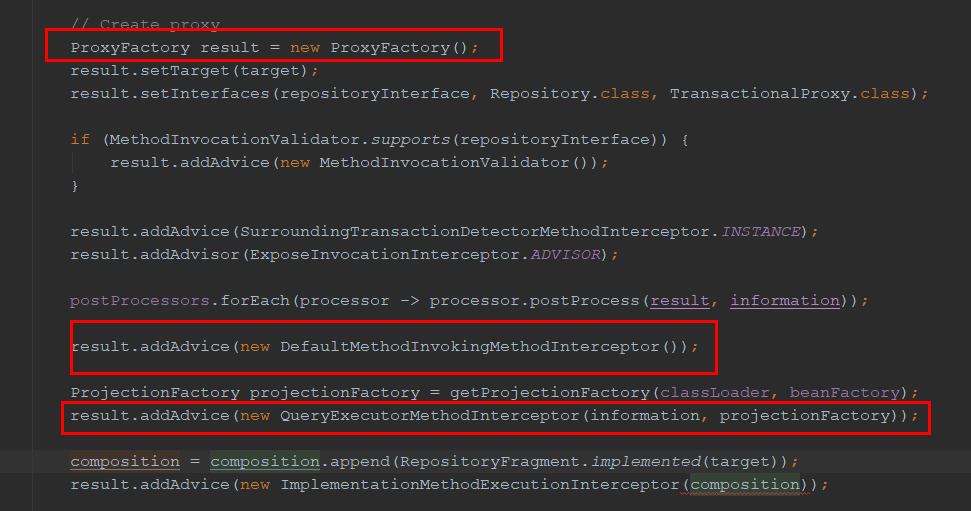 // Create proxy
ProxyFactory result = new ProxyFactory();
result.setTarget(target);
result.setInterfaces(repositoryInterface, Repository.class, TransactionalProxy.class);
if (MethodInvocationValidator.supports(repositoryInterface)) {
result.addAdvice(new MethodInvocationValidator());
}
result.addAdvice(SurroundingTransactionDetectorMethodInterceptor.INSTANCE);
result.addAdvisor(ExposeInvocationInterceptor.ADVISOR);
postProcessors.forEach(processor -> processor.postProcess(result, information));
result.addAdvice(new DefaultMethodInvokingMethodInterceptor());
ProjectionFactory projectionFactory = getProjectionFactory(classLoader, beanFactory);
result.addAdvice(new QueryExecutorMethodInterceptor(information, projectionFactory));
composition = composition.append(RepositoryFragment.implemented(target));
result.addAdvice(new ImplementationMethodExecutionInterceptor(composition));